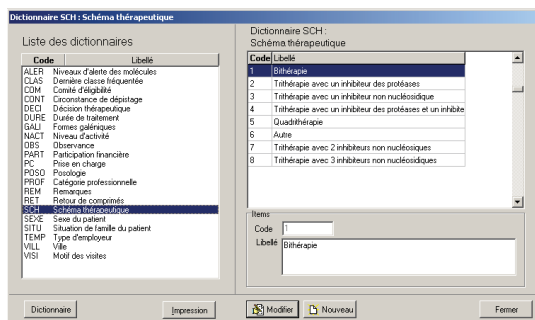 Dictionnaire SCH : Schéma thérapeutique
Liste des dictionnaires
Code Libellé
ALER Niveaux d'alerte des molécules
CLAS Dernière classe fréquentée
COM Comité d'éligibilité
CONT Circonstance de dépistage
DECI Décision thérapeutique
DURE Durée de traitement
GALI Formes galéniques
NACT Niveau d'activité
OBS Observance
PART Participation financière
PC Prise en charge
POSO Posologie
PROF Catégorie professionnelle
REM Remarques
RET Retour de comprimés
SCH Schéma thérapeutique
SEXE Sexe du patient
SITU Situation de famille du patient
TEMP Type d'employeur
VILL Ville
VISI Motif des visites
Dictionnaire
Impression
Dictionnaire SCH :
Schéma thérapeutique
Code Libellé
1 Bithérapie
2 Trithérapie avec un inhibiteur des protéases
3 Trithérapie avec un inhibiteur non nucléosidique
4 Trithérapie avec un inhibiteur des protéases et un inhibite
5 Quadrithérapie
6 Autre
7 Trithérapie avec 2 inhibiteurs non nucléosiques
8 Trithérapie avec 3 inhibiteurs non nucléosidiques
Items
Code 1
Libellé Bithérapie
Modifier
Nouveau
Fermer